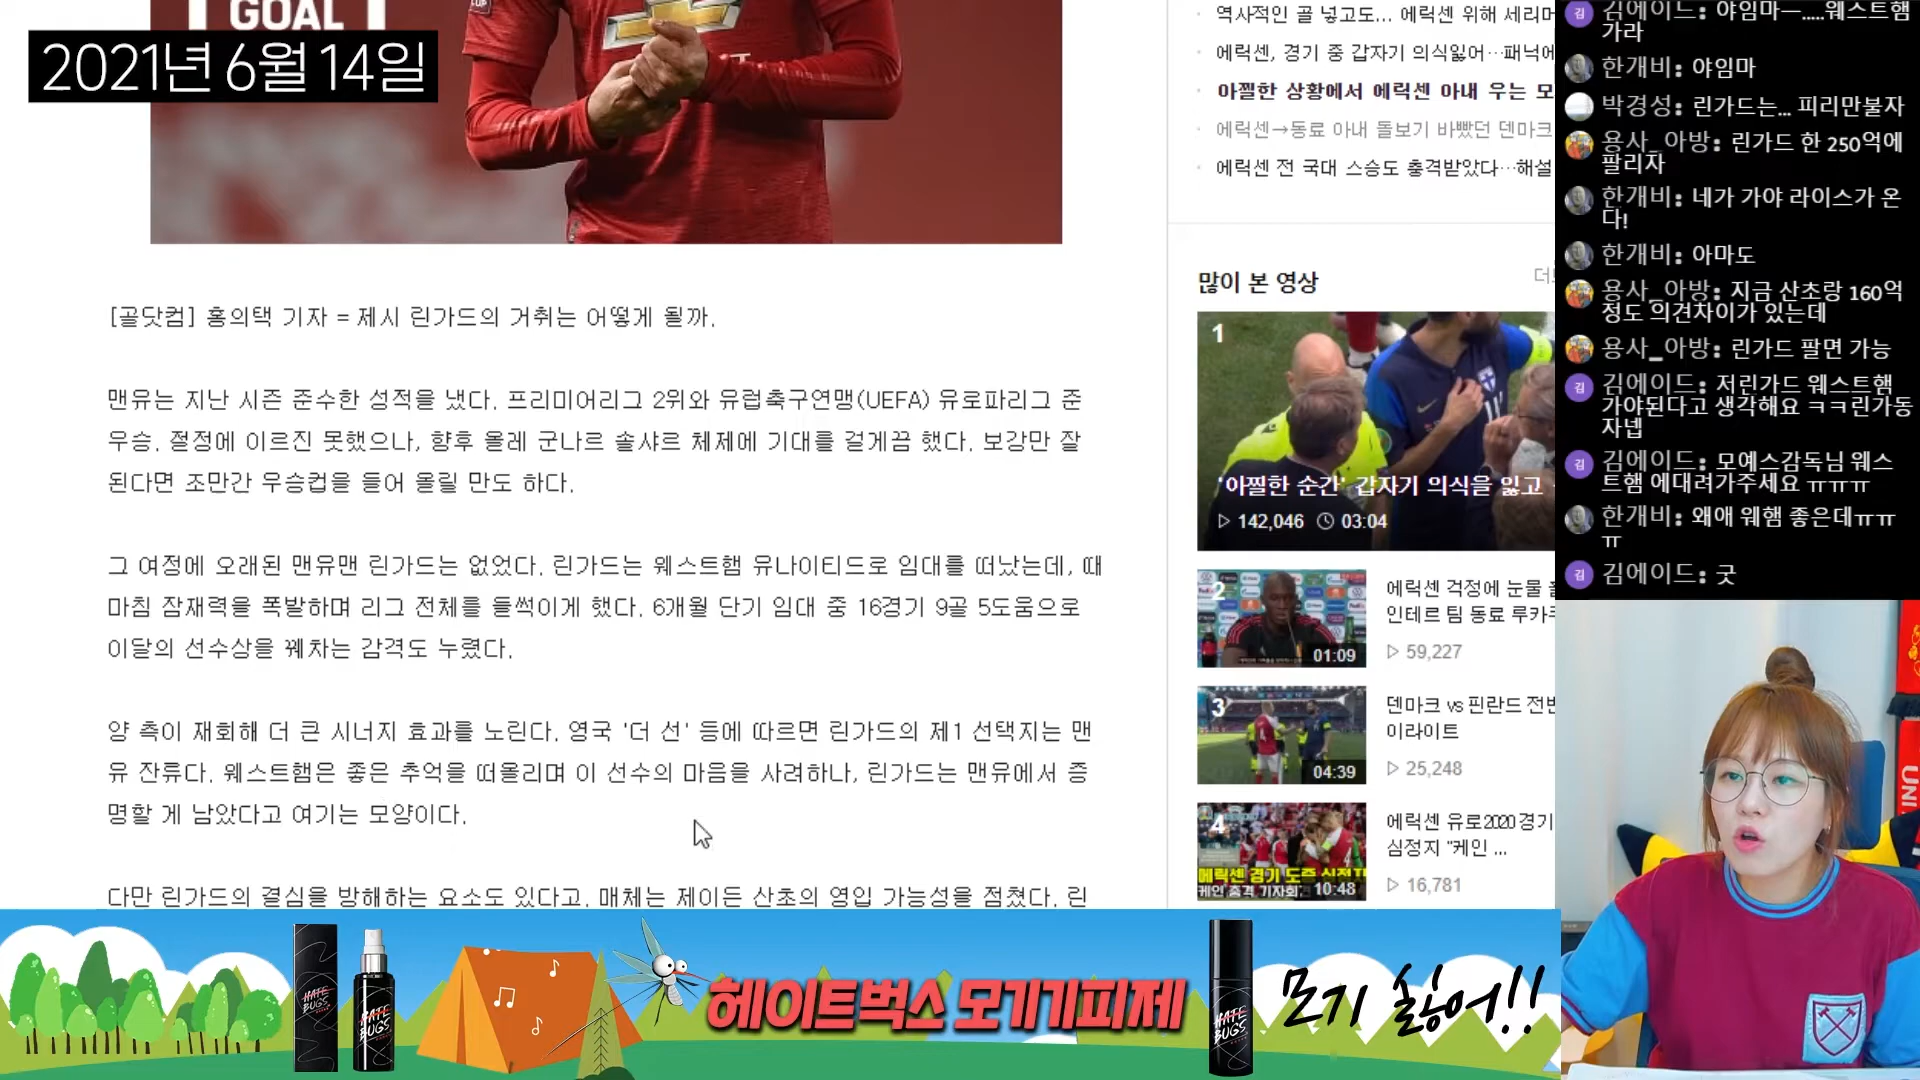 GOAL
2021년 6월 14일
[골닷컴] 홍의택 기자 = 제시 린가드의 거취는 어떻게 될까.
맨유는 지난 시즌 준수한 성적을 냈다. 프리미어리그 2위와 유럽축구연맹(UEFA) 유로파리그 준
우승. 절정에 이르진 못했으나, 향후 올레 군나르 솔샤르 체제에 기대를 걸게끔 했다. 보강만 잘
된다면 조만간 우승컵을 들어 올릴 만도 하다.
그 여정에 오래된 맨유맨 린가드는 없었다. 린가드는 웨스트햄 유나이티드로 임대를 떠났는데, 때
마침 잠재력을 폭발하며 리그 전체를 들썩이게 했다. 6개월 단기 임대 중 16경기 9골 5도움으로
이달의 선수상을 꿰차는 감격도 누렸다.
양 측이 재회해 더 큰 시너지 효과를 노린다. 영국 '더 선' 등에 따르면 린가드의 제1 선택지는 맨
유 잔류다. 웨스트햄은 좋은 추억을 떠올리며 이 선수의 마음을 사려하나, 린가드는 맨유에서 증
명할 게 남았다고 여기는 모양이다.
다만 린가드의 결심을 방해하는 요소도 있다고. 매체는 제이든 산초의 영입 가능성을 점쳤다. 린
역사적인 골 넣고도... 에릭센 위해 세리머
에릭센, 경기 중 갑자기 의식잃어…패닉에
아찔한 상황에서 에릭센 아내 우는 모
에릭센→동료 아내 돌보기 바빴던 덴마크
에릭센 전 국대 스승도 충격받았다…해설
많이 본 영상
1
'아찔한 순간' 갑자기 의식을 잃고
142,046 03:04
2
01:09
에릭센 걱정에 눈물
인테르 팀 동료 루카쿠
59,227
3
04:39
덴마크 vs 핀란드 전반
이라이트
25,248
4
10:48
에릭센 유로2020 경기
심정지 "케인 ...
16,781
김에이드: 야임마ㅡ.....웨스트햄
가라
한개비: 야임마
박경성: 린가드는... 피리만불자
용사_아방: 린가드 한 250억에
팔리자
한개비: 네가 가야 라이스가 온
다!
한개비: 아마도
용사_아방: 지금 산초랑 160억
정도 의견차이가 있는데
용사_아방: 린가드 팔면 가능
김에이드: 저린가드 웨스트햄
가야된다고 생각해요 ㅋㅋ린가동
자넵
김에이드: 모예스감독님 웨스
트햄 에대려가주세요 ㅠㅠㅠ
한개비: 왜애 웨햄 좋은데ㅠㅠ
ㅠ
김에이드: 굿
HATE BUGS
HATE BUGS
헤이트벅스 모기기피제
HATE BUGS
모기 싫어!!